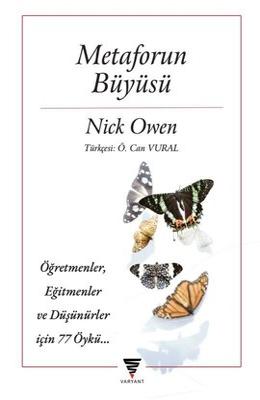 Metaforun
Büyüsü
Nick Owen
Türkçesi: Ö. Can VURAL
Öğretmenler,
Eğitmenler
ve Düşünürler
için 77 Öykü...
VARYANT